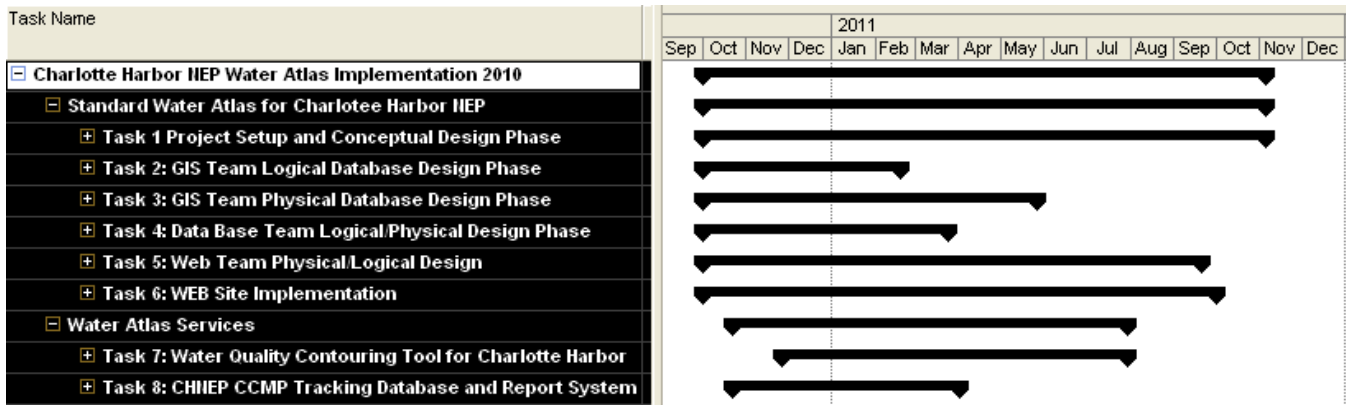 Task Name
2011
Sep Oct Nov Dec Jan Feb Mar Apr May Jun Jul Aug Sep Oct Nov Dec
Charlotte Harbor NEP Water Atlas Implementation 2010
Standard Water Atlas for Charlotee Harbor NEP
Task 1 Project Setup and Conceptual Design Phase
Task 2: GIS Team Logical Database Design Phase
Task 3: GIS Team Physical Database Design Phase
Task 4: Data Base Team Logical/Physical Design Phase
Task 5: Web Team Physical/Logical Design
Task 6: WEB Site Implementation
Water Atlas Services
Task 7: Water Quality Contouring Tool for Charlotte Harbor
Task 8: CHNEP CCMP Tracking Database and Report System